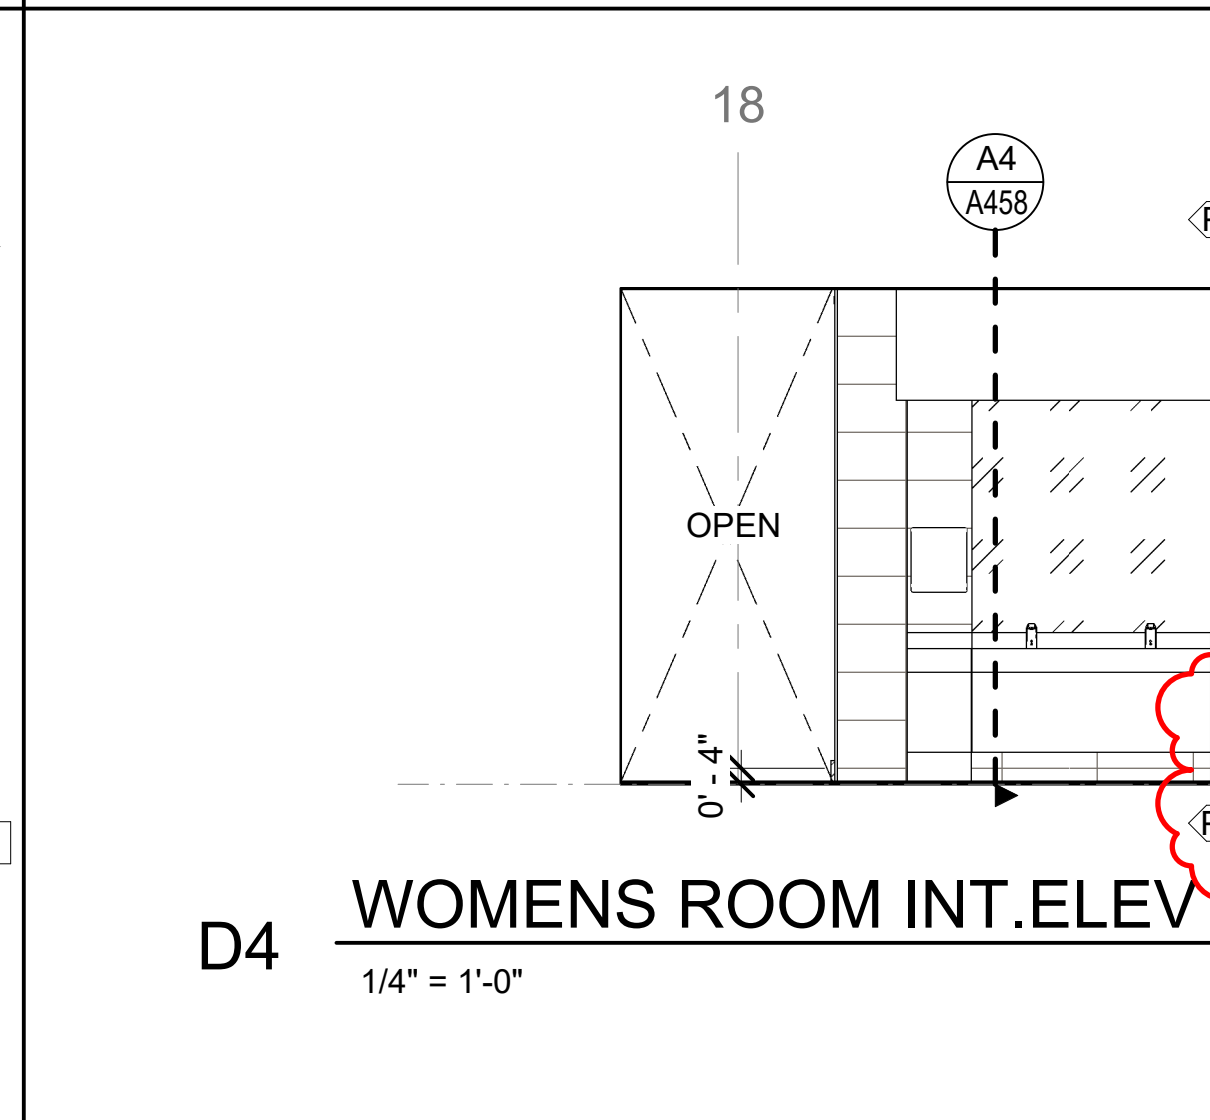 18
A4
A458
OPEN
0' - 4"
WOMENS ROOM INT.ELEV
D4
1/4" = 1'-0"